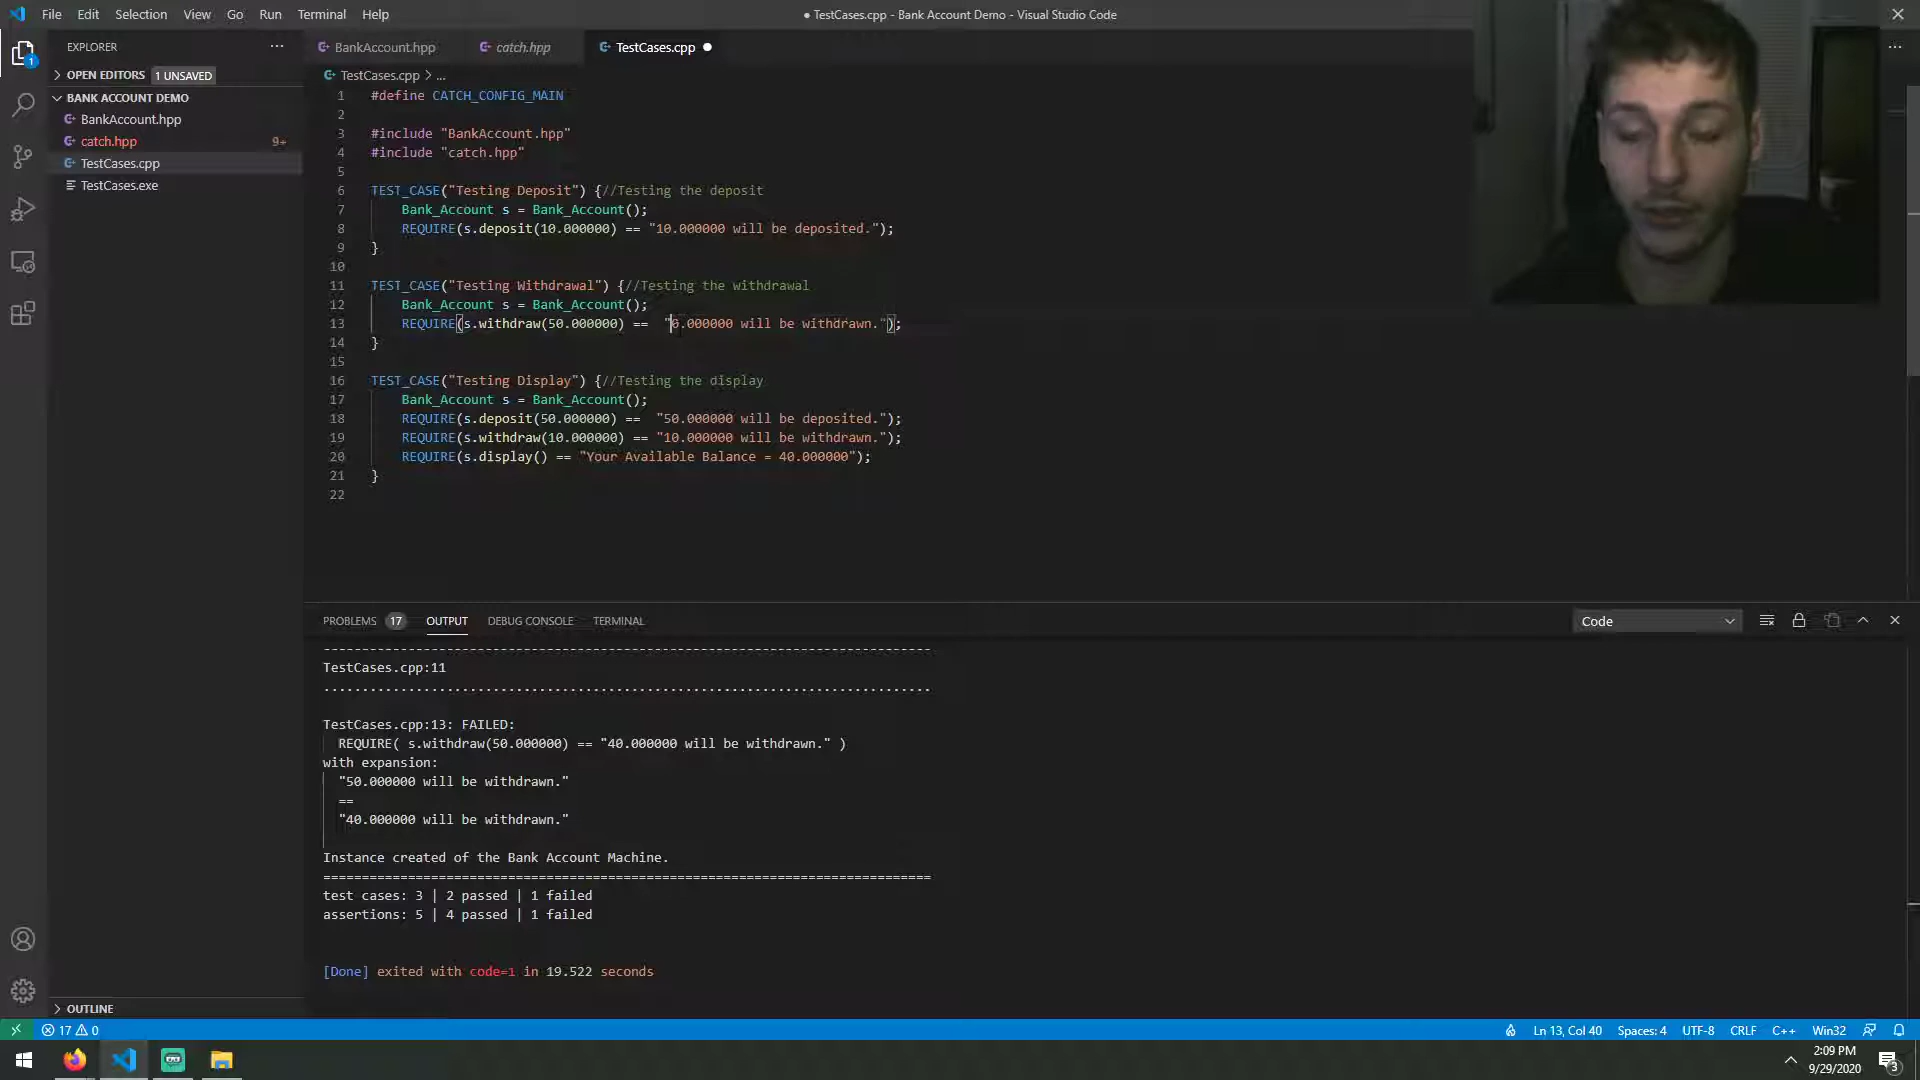 File Edit Selection View Go Run Terminal Help
● TestCases.cpp - Bank Account Demo - Visual Studio Code
EXPLORER
OPEN EDITORS 1 UNSAVED
BANK ACCOUNT DEMO
BankAccount.hpp
catch.hpp 9+
TestCases.cpp
TestCases.exe
OUTLINE
1
BankAccount.hpp catch.hpp TestCases.cpp
TestCases.cpp > ...
1 #define CATCH_CONFIG_MAIN
2
3 #include "BankAccount.hpp"
4 #include "catch.hpp"
5
6 TEST_CASE("Testing Deposit") {//Testing the deposit
7 Bank_Account s = Bank_Account();
8 REQUIRE(s.deposit(10.000000) == "10.000000 will be deposited.");
9 }
10
11 TEST_CASE("Testing Withdrawal") {//Testing the withdrawal
12 Bank_Account s = Bank_Account();
13 REQUIRE(s.withdraw(50.000000) == "0.000000 will be withdrawn.");
14 }
15
16 TEST_CASE("Testing Display") {//Testing the display
17 Bank_Account s = Bank_Account();
18 REQUIRE(s.deposit(50.000000) == "50.000000 will be deposited.");
19 REQUIRE(s.withdraw(10.000000) == "10.000000 will be withdrawn.");
20 REQUIRE(s.display() == "Your Available Balance = 40.000000");
21 }
22
PROBLEMS 17 OUTPUT DEBUG CONSOLE TERMINAL
Code
-------------------------------------------------------------------------------
TestCases.cpp:11
...............................................................................
TestCases.cpp:13: FAILED:
REQUIRE( s.withdraw(50.000000) == "40.000000 will be withdrawn." )
with expansion:
"50.000000 will be withdrawn."
==
"40.000000 will be withdrawn."
Instance created of the Bank Account Machine.
===============================================================================
test cases: 3 | 2 passed | 1 failed
assertions: 5 | 4 passed | 1 failed
[Done] exited with code=1 in 19.522 seconds
17 0
Ln 13, Col 40 Spaces: 4 UTF-8 CRLF C++ Win32
2:09 PM
9/29/2020
3